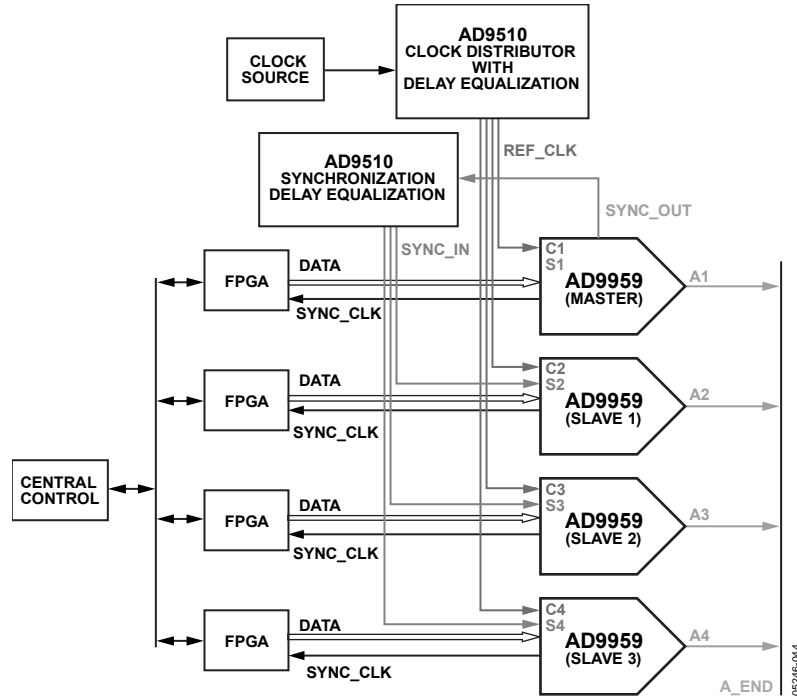 AD9510
CLOCK DISTRIBUTOR
WITH
DELAY EQUALIZATION
CLOCK
SOURCE
REF_CLK
AD9510
SYNCHRONIZATION
DELAY EQUALIZATION
SYNC_OUT
SYNC_IN
FPGA
DATA
SYNC_CLK
C1
S1
AD9959
(MASTER)
A1
FPGA
DATA
SYNC_CLK
C2
S2
AD9959
(SLAVE 1)
A2
CENTRAL
CONTROL
FPGA
DATA
SYNC_CLK
C3
S3
AD9959
(SLAVE 2)
A3
FPGA
DATA
SYNC_CLK
C4
S4
AD9959
(SLAVE 3)
A4
A_END
05246-044